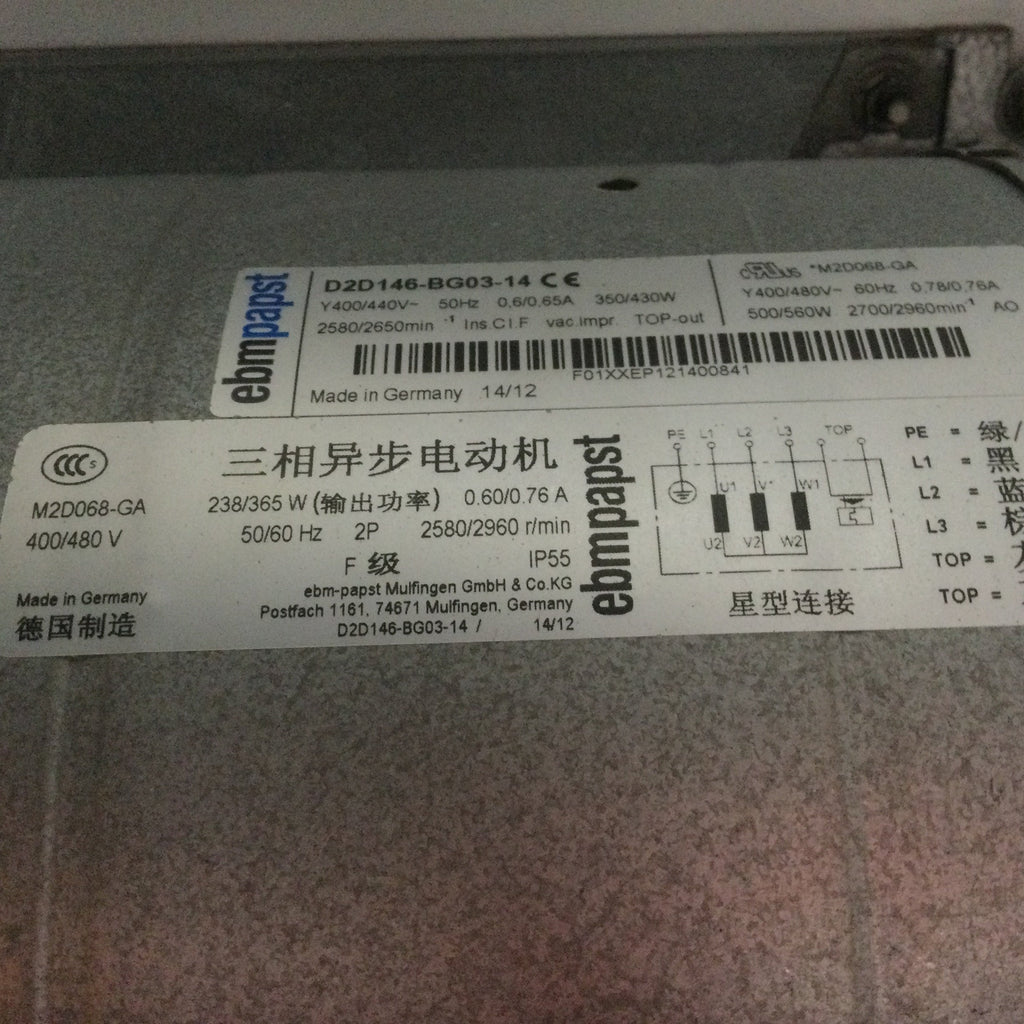 ebmpapst
D2D146-BG03-14 CE
Y400/440V~ 50Hz 0,6/0,65A 350/430W
2580/2650min⁻¹ Ins.Cl.F vac.impr. TOP-out
cRUus *M2D068-GA
Y400/480V~ 60Hz 0,78/0,76A
500/560W 2700/2960min⁻¹ AO
F01XXEP121400841
Made in Germany 14/12
CCC S
M2D068-GA
400/480 V
Made in Germany
德国制造
三相异步电动机
238/365 W (输出功率) 0.60/0.76 A
50/60 Hz 2P 2580/2960 r/min
F 级 IP55
ebm-papst Mulfingen GmbH & Co.KG
Postfach 1161, 74671 Mulfingen, Germany
D2D146-BG03-14 / 14/12
ebmpapst
PE L1 L2 L3 TOP
U1 V1 W1
U2 V2 W2
星型连接
PE = 绿/
L1 = 黑
L2 = 蓝
L3 = 棕
TOP =
TOP =